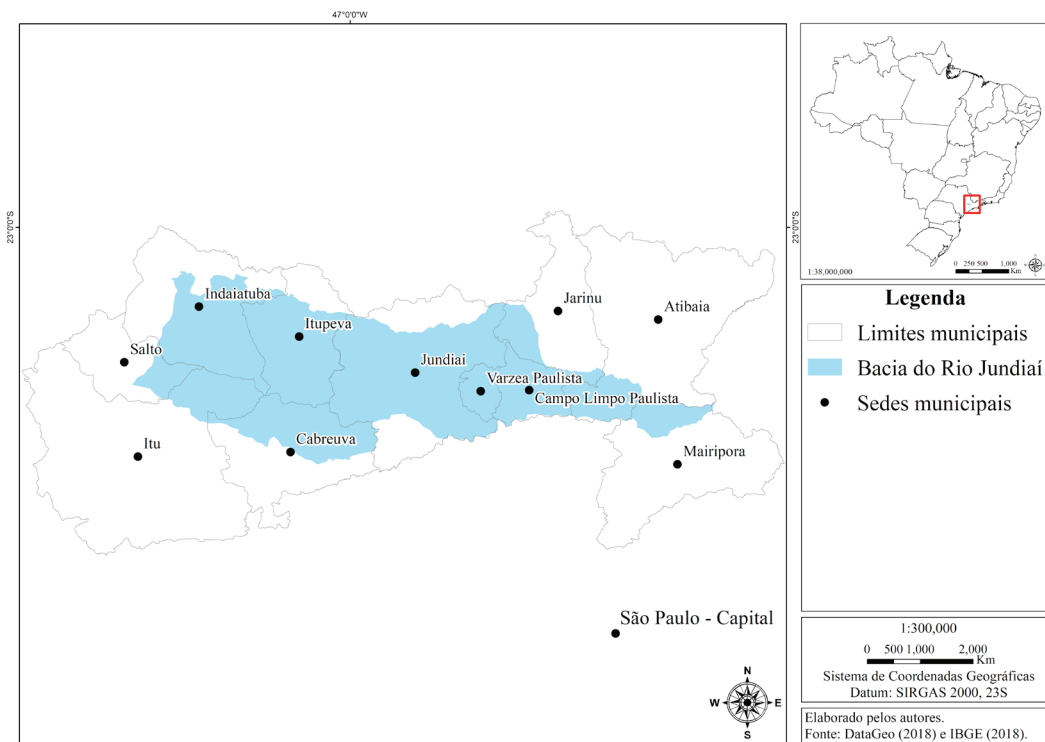 47°0'0"W
23°0'0"S
23°0'0"S
Indaiatuba
Itupeva
Salto
Jundiai
Jarinu
Atibaia
Varzea Paulista
Campo Limpo Paulista
Itu
Cabreuva
Mairipora
São Paulo - Capital
N
W
E
S
1:38,000,000
0 250 500 1,000
Km
Legenda
Limites municipais
Bacia do Rio Jundiaí
Sedes municipais
1:300,000
0 500 1,000 2,000
Km
Sistema de Coordenadas Geográficas
Datum: SIRGAS 2000, 23S
Elaborado pelos autores.
Fonte: DataGeo (2018) e IBGE (2018).